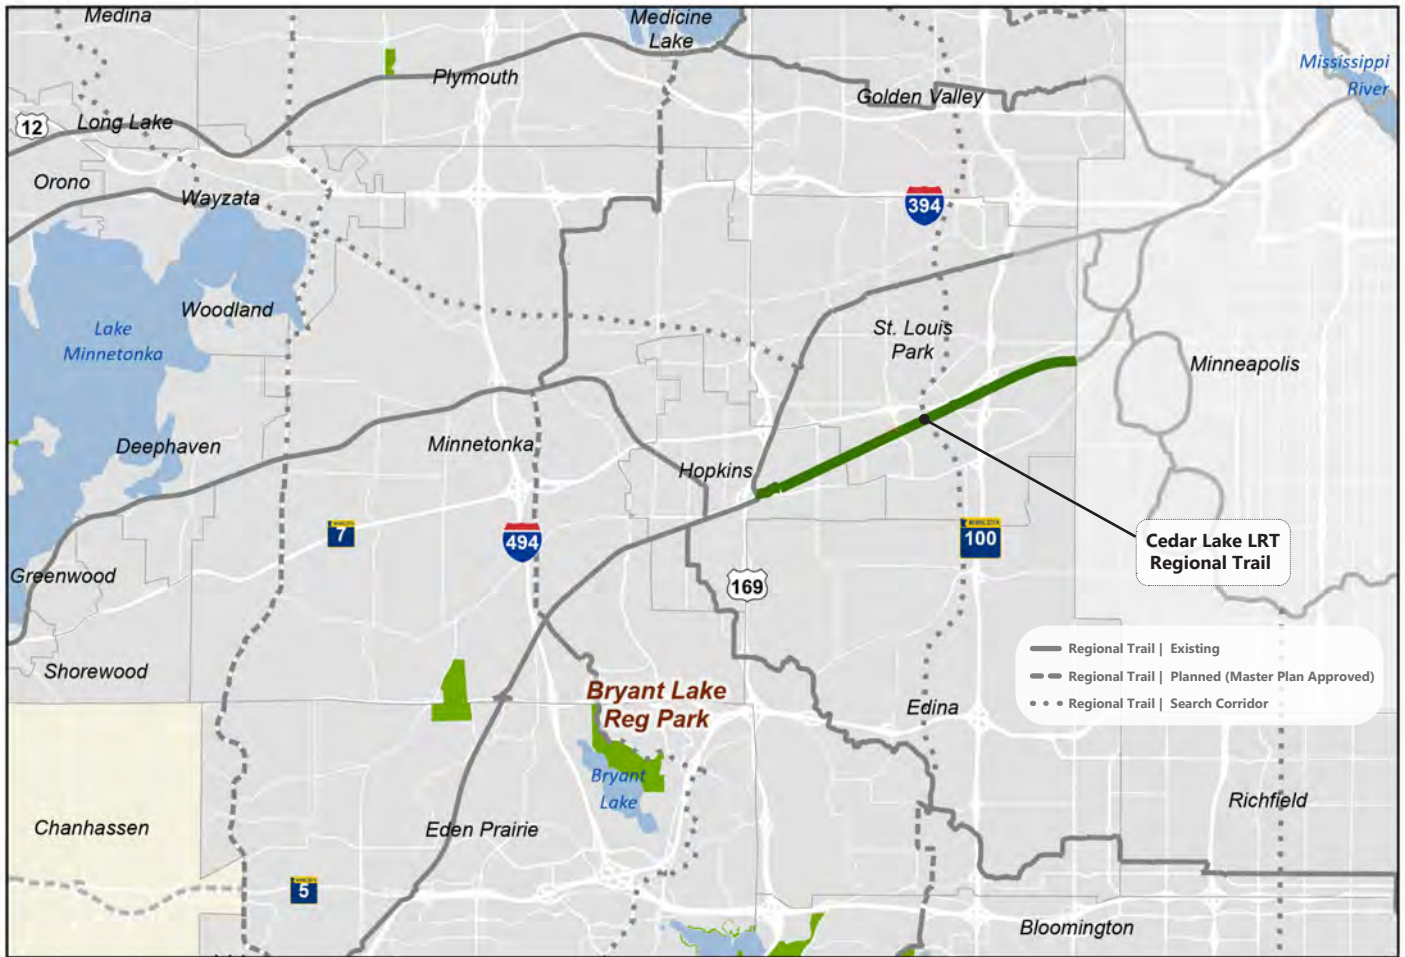 Medina
Medicine
Lake
Mississippi
River
Plymouth
Golden Valley
12
Long Lake
Orono
Wayzata
394
Woodland
Lake
Minnetonka
St. Louis
Park
Minneapolis
Deephaven
Minnetonka
Hopkins
7
494
MINNESOTA
100
Cedar Lake LRT
Regional Trail
Greenwood
169
Shorewood
Regional Trail | Existing
Regional Trail | Planned (Master Plan Approved)
Regional Trail | Search Corridor
Bryant Lake
Reg Park
Edina
Bryant
Lake
Richfield
Chanhassen
Eden Prairie
5
Bloomington